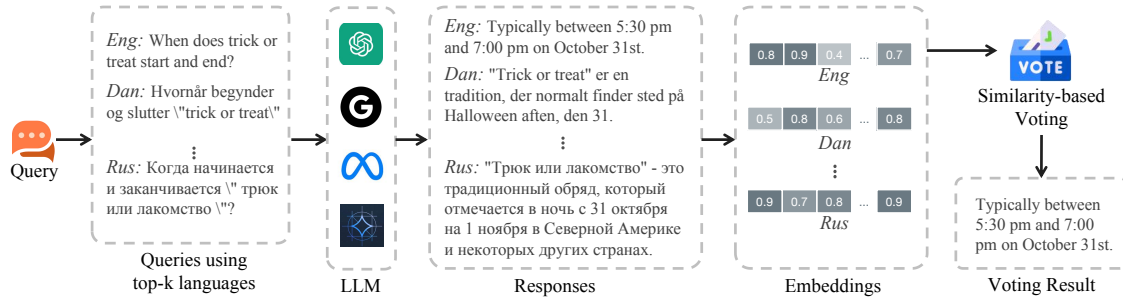 Query
Eng: When does trick or
treat start and end?
Dan: Hvornår begynder
og slutter \"trick or treat\"
Rus: Когда начинается
и заканчивается \" трюк
или лакомство \"?
Queries using
top-k languages
LLM
Eng: Typically between 5:30 pm
and 7:00 pm on October 31st.
Dan: "Trick or treat" er en
tradition, der normalt finder sted på
Halloween aften, den 31.
Rus: "Трюк или лакомство" - это
традиционный обряд, который
отмечается в ночь с 31 октября
на 1 ноября в Северной Америке
и некоторых других странах.
Responses
0.8 0.9 0.4 ... 0.7
Eng
0.5 0.8 0.6 ... 0.8
Dan
0.9 0.7 0.8 ... 0.9
Rus
Embeddings
VOTE
Similarity-based
Voting
Typically between
5:30 pm and 7:00
pm on October 31st.
Voting Result